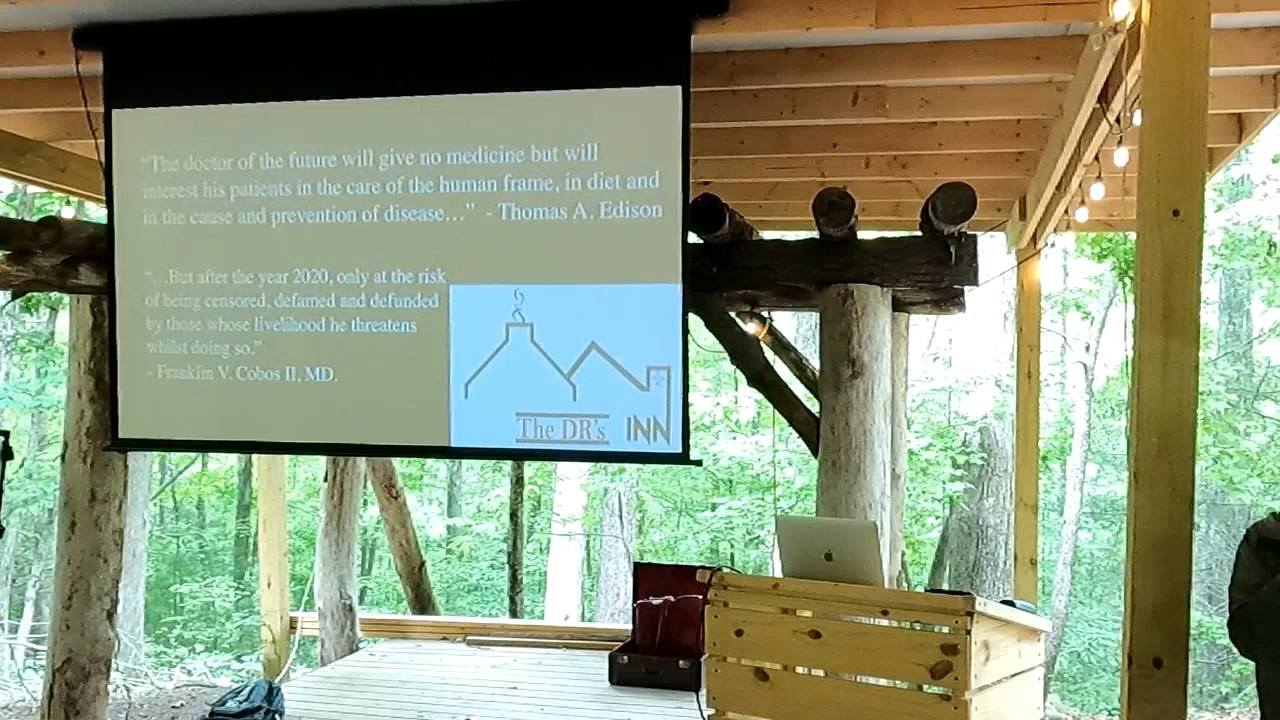 "The doctor of the future will give no medicine but will
interest his patients in the care of the human frame, in diet and
in the cause and prevention of disease…" - Thomas A. Edison
"…But after the year 2020, only at the risk
of being censored, defamed and defunded
by those whose livelihood he threatens
whilst doing so."
- Franklin V. Cobos II, MD.
The DR's INN